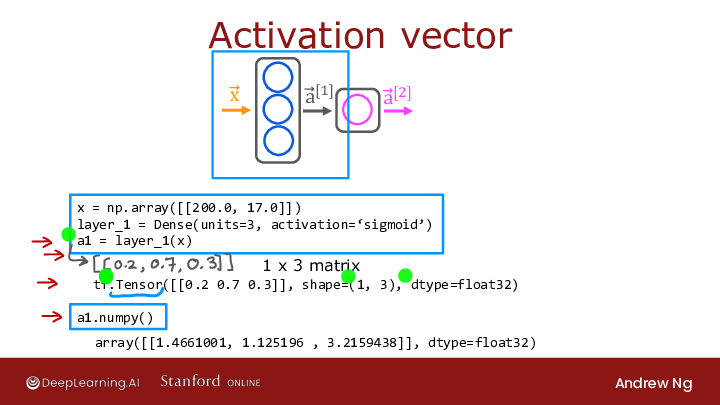 Activation vector
x⃗ a⃗[1] a⃗[2]
x = np.array([[200.0, 17.0]])
layer_1 = Dense(units=3, activation=‘sigmoid’)
a1 = layer_1(x)
[[0.2, 0.7, 0.3]] 1 x 3 matrix
tf.Tensor([[0.2 0.7 0.3]], shape=(1, 3), dtype=float32)
a1.numpy()
array([[1.4661001, 1.125196 , 3.2159438]], dtype=float32)
DeepLearning.AI Stanford ONLINE Andrew Ng